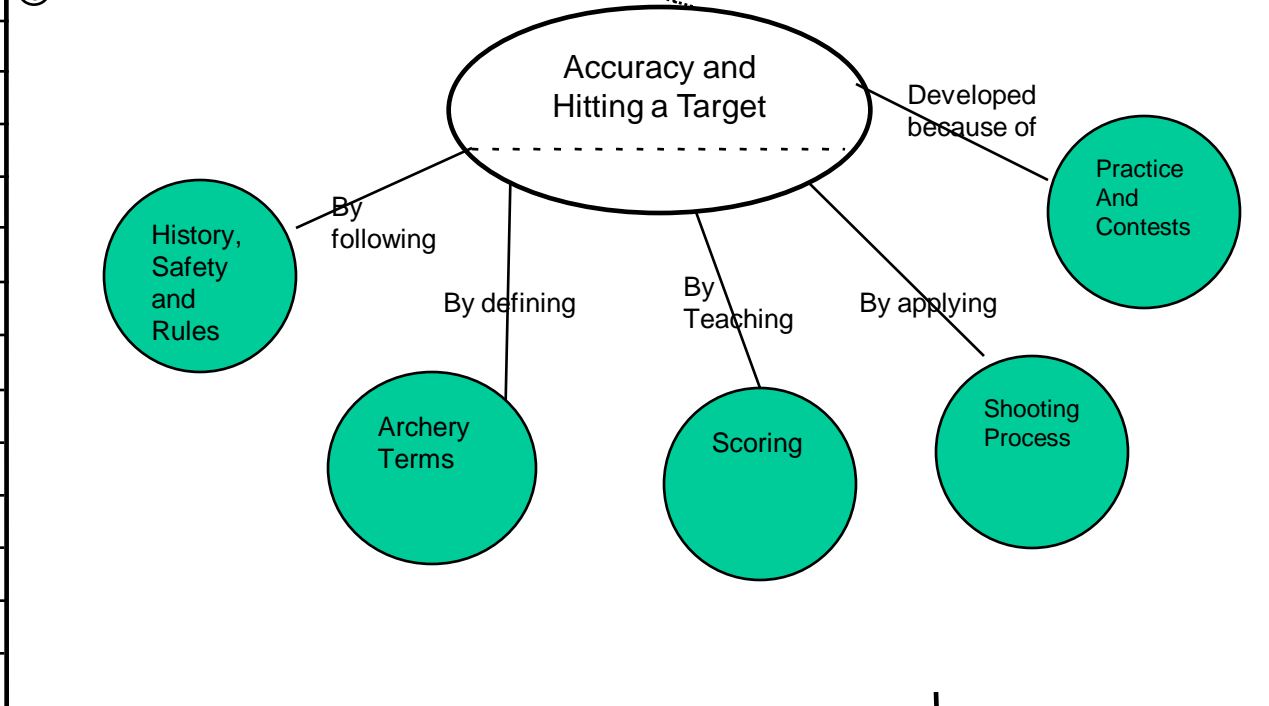 Accuracy and
Hitting a Target
Developed
because of
Practice
And
Contests
By
following
History,
Safety
and
Rules
By defining
By
Teaching
By applying
Archery
Terms
Scoring
Shooting
Process